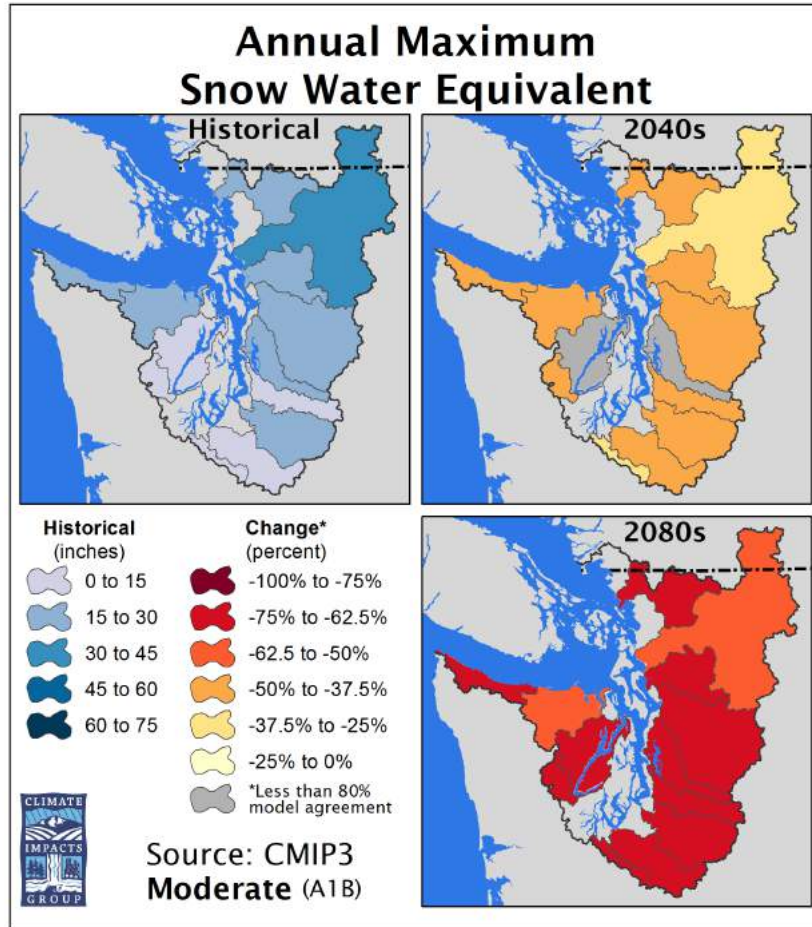 Annual Maximum
Snow Water Equivalent
Historical
2040s
Historical
(inches)
0 to 15
15 to 30
30 to 45
45 to 60
60 to 75
Change*
(percent)
-100% to -75%
-75% to -62.5%
-62.5 to -50%
-50% to -37.5%
-37.5% to -25%
-25% to 0%
*Less than 80%
model agreement
2080s
CLIMATE
IMPACTS
GROUP
Source: CMIP3
Moderate (A1B)